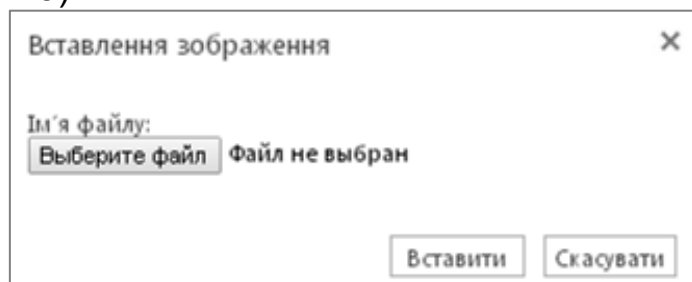 Вставлення зображення ×
Ім´я файлу:
Выберите файл Файл не выбран
Вставити Скасувати